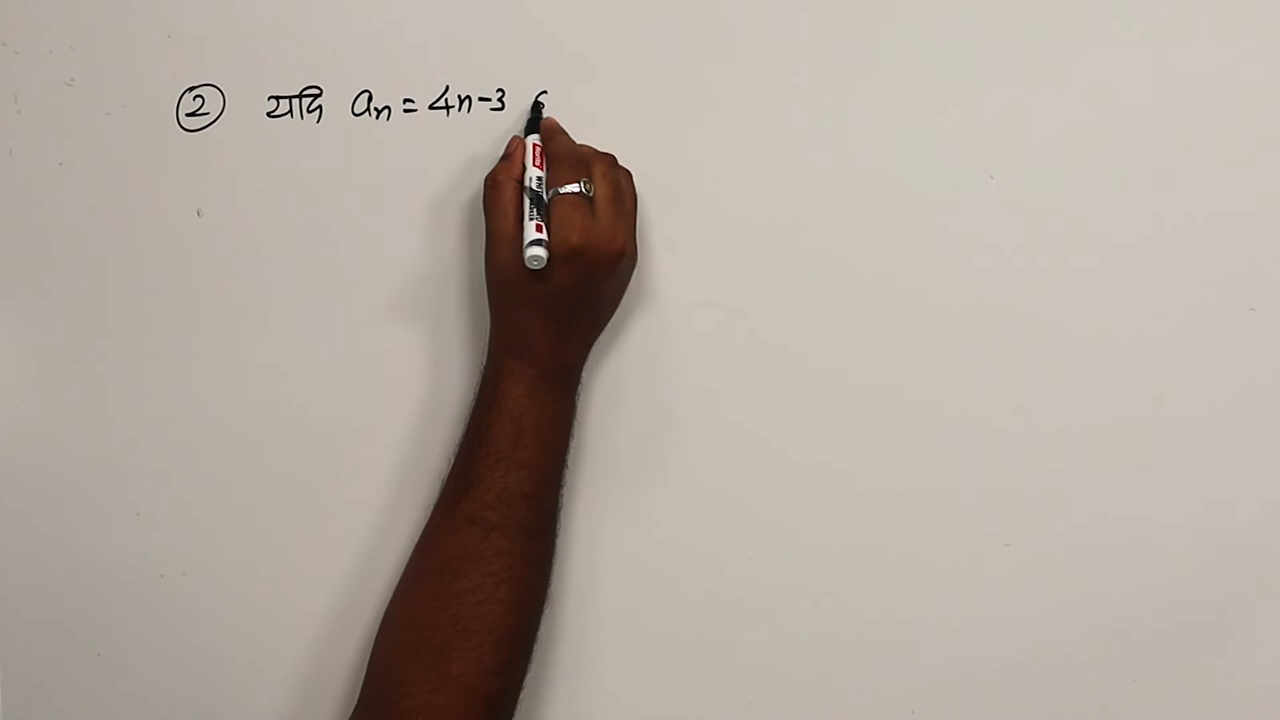 ② यदि aₙ = 4n-3